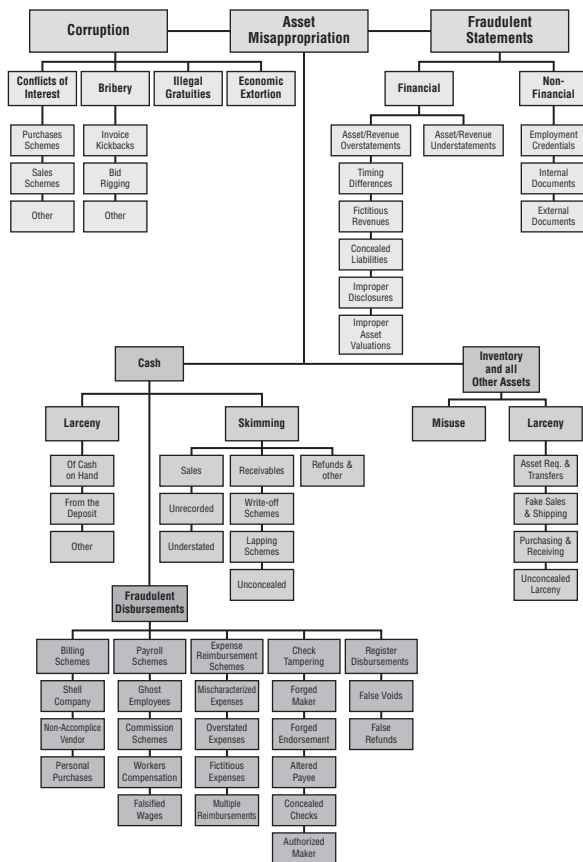 Corruption
Asset
Misappropriation
Fraudulent
Statements
Conflicts of
Interest
Bribery
Illegal
Gratuities
Economic
Extortion
Financial
Non-
Financial
Purchases
Schemes
Sales
Schemes
Other
Invoice
Kickbacks
Bid
Rigging
Other
Asset/Revenue
Overstatements
Asset/Revenue
Understatements
Timing
Differences
Fictitious
Revenues
Concealed
Liabilities
Improper
Disclosures
Improper
Asset
Valuations
Employment
Credentials
Internal
Documents
External
Documents
Cash
Inventory
and all
Other Assets
Larceny
Skimming
Misuse
Larceny
Of Cash
on Hand
From the
Deposit
Other
Sales
Unrecorded
Understated
Receivables
Write-off
Schemes
Lapping
Schemes
Unconcealed
Refunds &
other
Asset Req. &
Transfers
Fake Sales
& Shipping
Purchasing &
Receiving
Unconcealed
Larceny
Fraudulent
Disbursements
Billing
Schemes
Shell
Company
Non-Accomplice
Vendor
Personal
Purchases
Payroll
Schemes
Ghost
Employees
Commission
Schemes
Workers
Compensation
Falsified
Wages
Expense
Reimbursement
Schemes
Mischaracterized
Expenses
Overstated
Expenses
Fictitious
Expenses
Multiple
Reimbursements
Check
Tampering
Forged
Maker
Forged
Endorsement
Altered
Payee
Concealed
Checks
Authorized
Maker
Register
Disbursements
False Voids
False
Refunds